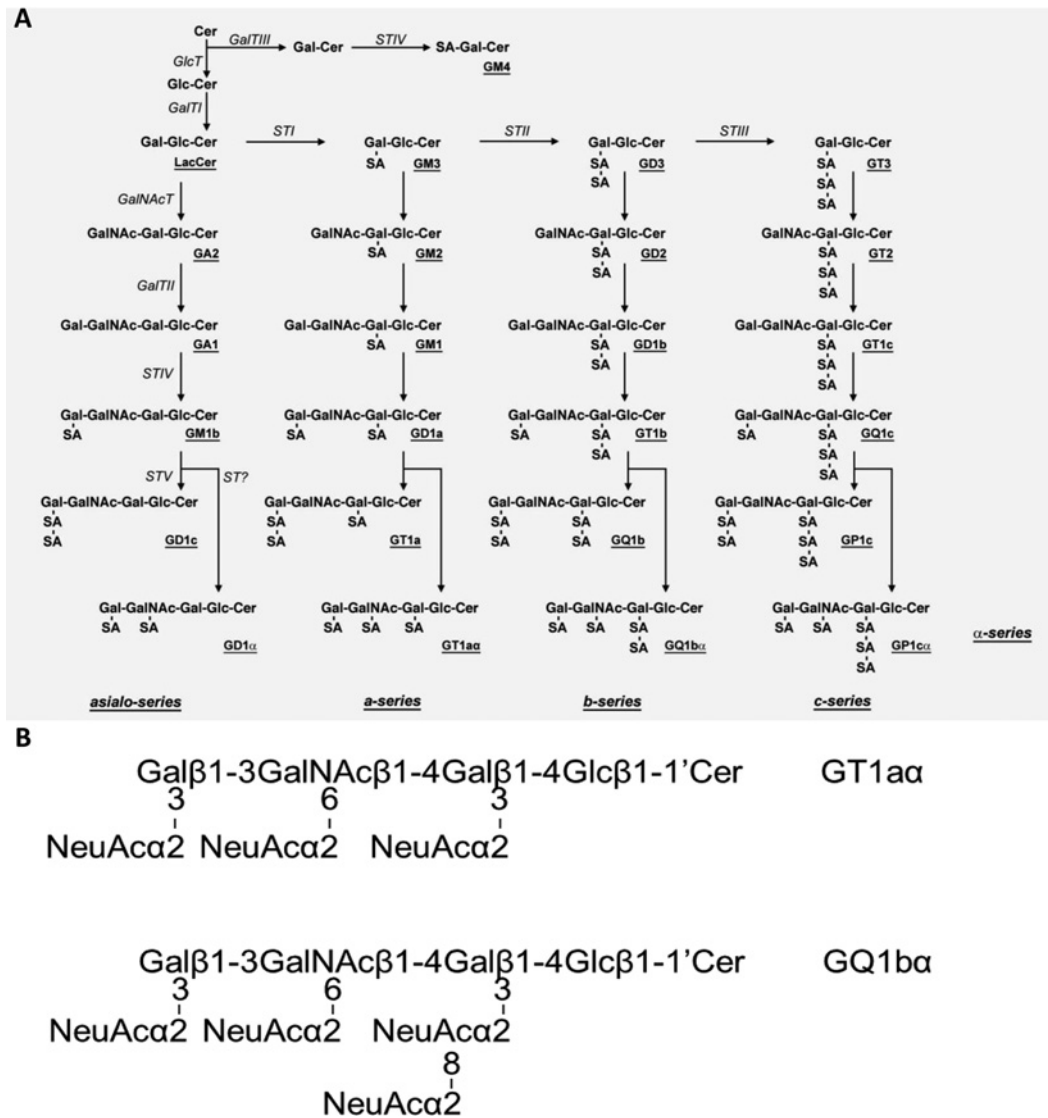 A
Cer
GalTIII
Gal-Cer
STIV
SA-Gal-Cer
GM4
GlcT
Glc-Cer
GalTI
Gal-Glc-Cer
LacCer
STI
Gal-Glc-Cer
SA
GM3
STII
Gal-Glc-Cer
SA
SA
GD3
STIII
Gal-Glc-Cer
SA
SA
SA
GT3
GalNAcT
GalNAc-Gal-Glc-Cer
GA2
GalNAc-Gal-Glc-Cer
SA
GM2
GalNAc-Gal-Glc-Cer
SA
SA
GD2
GalNAc-Gal-Glc-Cer
SA
SA
SA
GT2
GalTII
Gal-GalNAc-Gal-Glc-Cer
GA1
Gal-GalNAc-Gal-Glc-Cer
SA
GM1
Gal-GalNAc-Gal-Glc-Cer
SA
SA
GD1b
Gal-GalNAc-Gal-Glc-Cer
SA
SA
SA
GT1c
STIV
Gal-GalNAc-Gal-Glc-Cer
SA
GM1b
Gal-GalNAc-Gal-Glc-Cer
SA SA
GD1a
Gal-GalNAc-Gal-Glc-Cer
SA SA
SA
GT1b
Gal-GalNAc-Gal-Glc-Cer
SA SA
SA
SA
GQ1c
STV
ST?
Gal-GalNAc-Gal-Glc-Cer
SA
SA
GD1c
Gal-GalNAc-Gal-Glc-Cer
SA SA
SA
GT1a
Gal-GalNAc-Gal-Glc-Cer
SA SA
SA SA
GQ1b
Gal-GalNAc-Gal-Glc-Cer
SA SA
SA SA
SA
GP1c
Gal-GalNAc-Gal-Glc-Cer
SA SA
GD1α
Gal-GalNAc-Gal-Glc-Cer
SA SA SA
GT1aα
Gal-GalNAc-Gal-Glc-Cer
SA SA SA
SA
GQ1bα
Gal-GalNAc-Gal-Glc-Cer
SA SA SA
SA
SA
GP1cα
α-series
asialo-series
a-series
b-series
c-series
B
Galβ1-3GalNAcβ1-4Galβ1-4Glcβ1-1’Cer GT1aα
3 6 3
NeuAcα2 NeuAcα2 NeuAcα2
Galβ1-3GalNAcβ1-4Galβ1-4Glcβ1-1’Cer GQ1bα
3 6 3
NeuAcα2 NeuAcα2 NeuAcα2
8
NeuAcα2